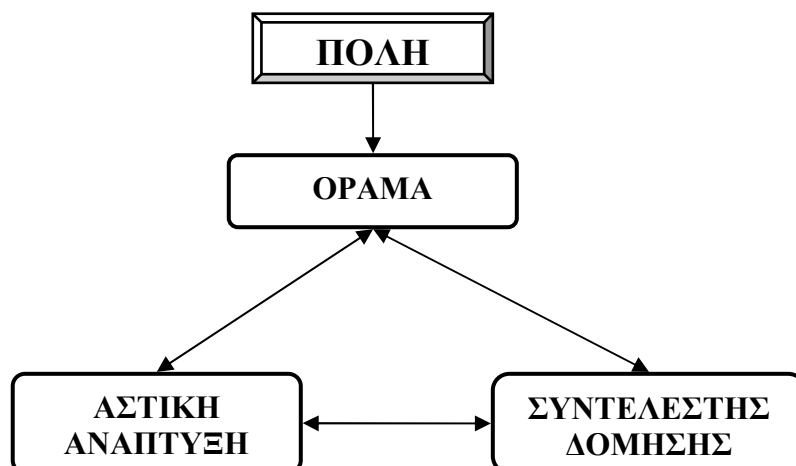 ΠΟΛΗ
ΟΡΑΜΑ
ΑΣΤΙΚΗ
ΑΝΑΠΤΥΞΗ
ΣΥΝΤΕΛΕΣΤΗΣ
ΔΟΜΗΣΗΣ